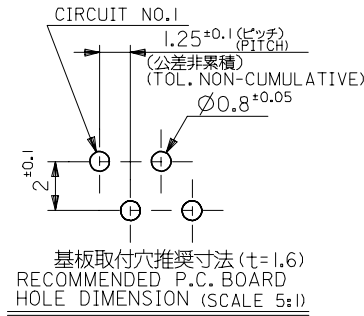 CIRCUIT NO.1
1.25±0.1(ピッチ)
(PITCH)
(公差非累積)
(TOL. NON-CUMULATIVE)
Ø0.8±0.05
2±0.1
基板取付穴推奨寸法(t=1.6)
RECOMMENDED P.C. BOARD
HOLE DIMENSION (SCALE 5:1)